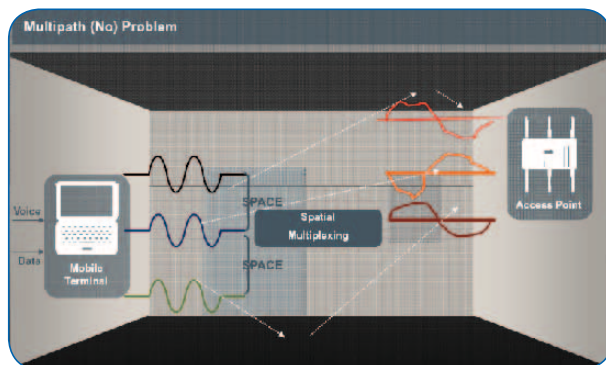 Multipath (No) Problem
Voice
Data
Mobile
Terminal
SPACE
SPACE
Spatial
Multiplexing
Access Point